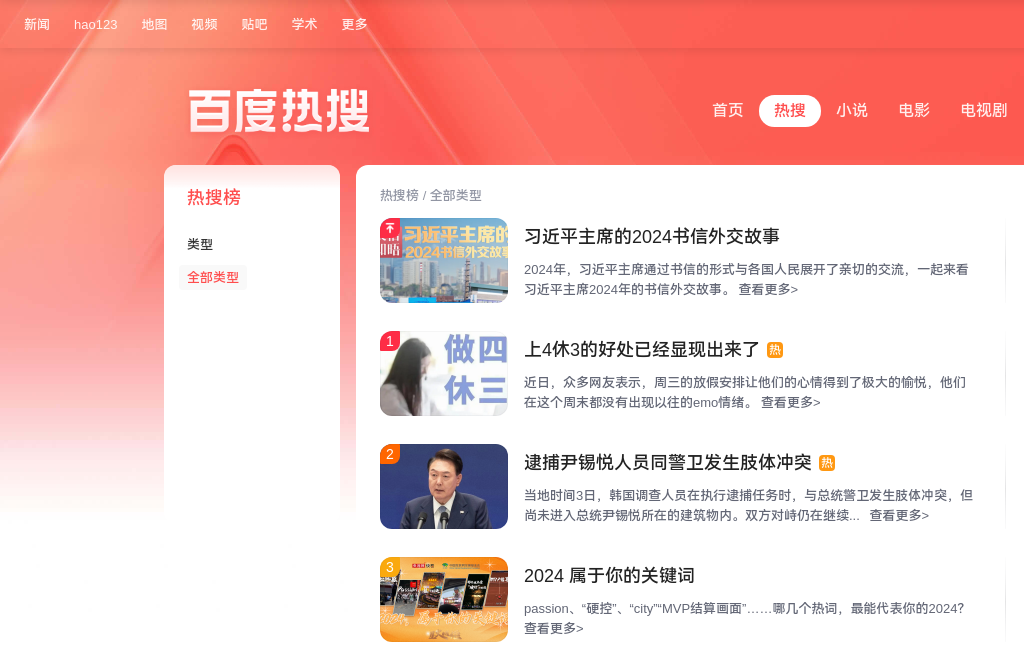 新闻 hao123 地图 视频 贴吧 学术 更多
百度热搜
首页 热搜 小说 电影 电视剧
热搜榜
类型
全部类型
热搜榜 / 全部类型
习近平主席的
2024书信外交故事
习近平主席的2024书信外交故事
2024年，习近平主席通过书信的形式与各国人民展开了亲切的交流，一起来看
习近平主席2024年的书信外交故事。 查看更多>
1
做四
休三
上4休3的好处已经显现出来了 热
近日，众多网友表示，周三的放假安排让他们的心情得到了极大的愉悦，他们
在这个周末都没有出现以往的emo情绪。 查看更多>
2
逮捕尹锡悦人员同警卫发生肢体冲突 热
当地时间3日，韩国调查人员在执行逮捕任务时，与总统警卫发生肢体冲突，但
尚未进入总统尹锡悦所在的建筑物内。双方对峙仍在继续... 查看更多>
3
2024 属于你的关键词
passion、“硬控”、“city”“MVP结算画面”……哪几个热词，最能代表你的2024？
查看更多>